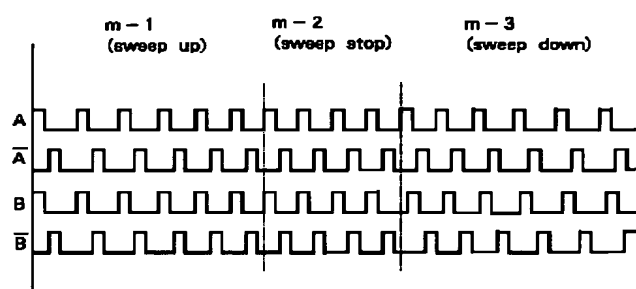 m - 1
(sweep up)
m - 2
(sweep stop)
m - 3
(sweep down)
A
A̅
B
B̅